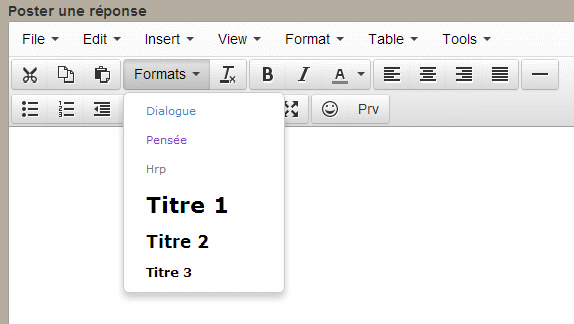 Poster une réponse
File Edit Insert View Format Table Tools
Formats B I A
Prv
Dialogue
Pensée
Hrp
Titre 1
Titre 2
Titre 3